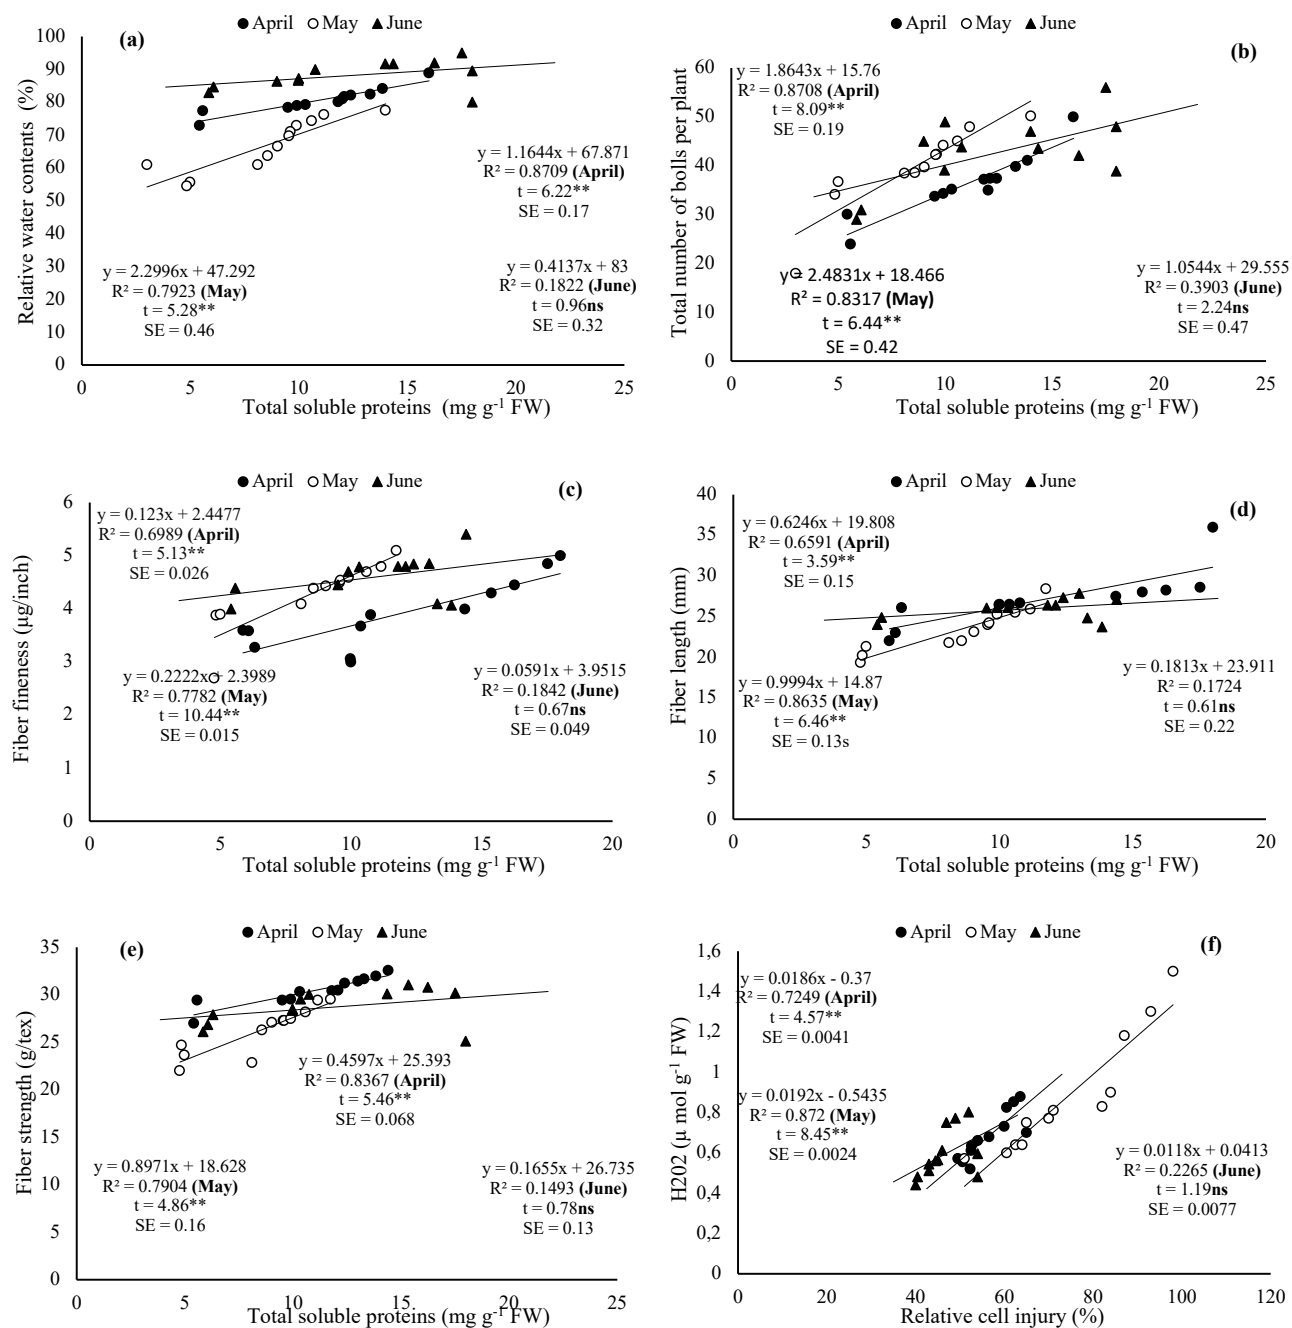 April May June
(a)
100
90
80
70
60
50
40
30
20
10
0
Relative water contents (%)
y = 1.1644x + 67.871
R² = 0.8709 (April)
t = 6.22**
SE = 0.17
y = 2.2996x + 47.292
R² = 0.7923 (May)
t = 5.28**
SE = 0.46
y = 0.4137x + 83
R² = 0.1822 (June)
t = 0.96ns
SE = 0.32
0 5 10 15 20 25
Total soluble proteins (mg g⁻¹ FW)
April May June
(b)
60
50
40
30
20
10
0
Total number of bolls per plant
y = 1.8643x + 15.76
R² = 0.8708 (April)
t = 8.09**
SE = 0.19
y = 2.4831x + 18.466
R² = 0.8317 (May)
t = 6.44**
SE = 0.42
y = 1.0544x + 29.555
R² = 0.3903 (June)
t = 2.24ns
SE = 0.47
0 5 10 15 20 25
Total soluble proteins (mg g⁻¹ FW)
April May June
(c)
6
5
4
3
2
1
0
Fiber fineness (µg/inch)
y = 0.123x + 2.4477
R² = 0.6989 (April)
t = 5.13**
SE = 0.026
y = 0.2222x + 2.3989
R² = 0.7782 (May)
t = 10.44**
SE = 0.015
y = 0.0591x + 3.9515
R² = 0.1842 (June)
t = 0.67ns
SE = 0.049
0 5 10 15 20
Total soluble proteins (mg g⁻¹ FW)
April May June
(d)
40
35
30
25
20
15
10
5
0
Fiber length (mm)
y = 0.6246x + 19.808
R² = 0.6591 (April)
t = 3.59**
SE = 0.15
y = 0.9994x + 14.87
R² = 0.8635 (May)
t = 6.46**
SE = 0.13s
y = 0.1813x + 23.911
R² = 0.1724
t = 0.61ns
SE = 0.22
0 5 10 15 20
Total soluble proteins (mg g⁻¹ FW)
April May June
(e)
35
30
25
20
15
10
5
0
Fiber strength (g/tex)
y = 0.4597x + 25.393
R² = 0.8367 (April)
t = 5.46**
SE = 0.068
y = 0.8971x + 18.628
R² = 0.7904 (May)
t = 4.86**
SE = 0.16
y = 0.1655x + 26.735
R² = 0.1493 (June)
t = 0.78ns
SE = 0.13
0 5 10 15 20 25
Total soluble proteins (mg g⁻¹ FW)
April May June
(f)
1,6
1,4
1,2
1
0,8
0,6
0,4
0,2
0
H202 (µ mol g⁻¹ FW)
y = 0.0186x - 0.37
R² = 0.7249 (April)
t = 4.57**
SE = 0.0041
y = 0.0192x - 0.5435
R² = 0.872 (May)
t = 8.45**
SE = 0.0024
y = 0.0118x + 0.0413
R² = 0.2265 (June)
t = 1.19ns
SE = 0.0077
0 20 40 60 80 100 120
Relative cell injury (%)